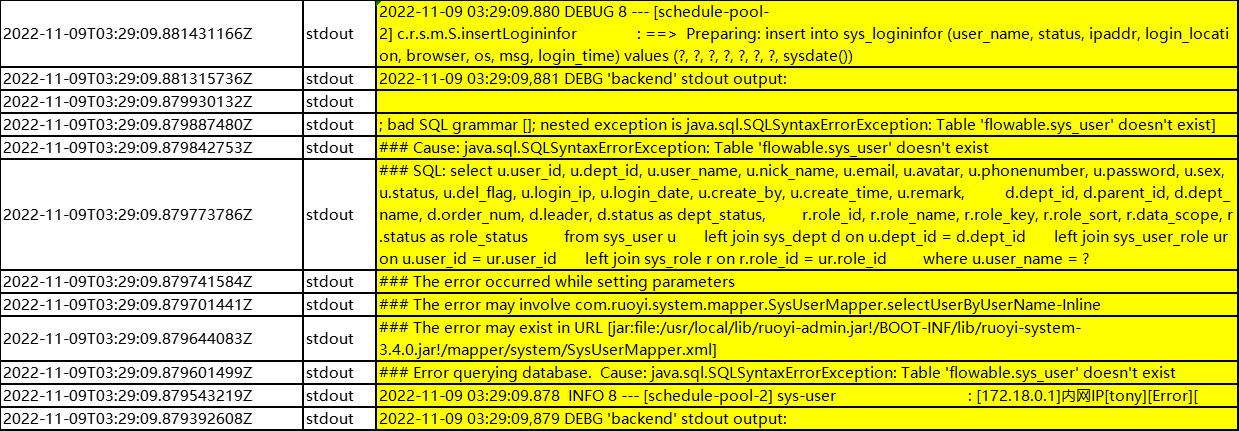 2022-11-09T03:29:09.881431166Z stdout 2022-11-09 03:29:09.880 DEBUG 8 --- [schedule-pool-
2] c.r.s.m.S.insertLogininfor : ==> Preparing: insert into sys_logininfor (user_name, status, ipaddr, login_locati
on, browser, os, msg, login_time) values (?, ?, ?, ?, ?, ?, ?, sysdate())
2022-11-09T03:29:09.881315736Z stdout 2022-11-09 03:29:09,881 DEBG 'backend' stdout output:
2022-11-09T03:29:09.879930132Z stdout
2022-11-09T03:29:09.879887480Z stdout ; bad SQL grammar []; nested exception is java.sql.SQLSyntaxErrorException: Table 'flowable.sys_user' doesn't exist]
2022-11-09T03:29:09.879842753Z stdout ### Cause: java.sql.SQLSyntaxErrorException: Table 'flowable.sys_user' doesn't exist
2022-11-09T03:29:09.879773786Z stdout ### SQL: select u.user_id, u.dept_id, u.user_name, u.nick_name, u.email, u.avatar, u.phonenumber, u.password, u.sex,
u.status, u.del_flag, u.login_ip, u.login_date, u.create_by, u.create_time, u.remark, d.dept_id, d.parent_id, d.dept_
name, d.order_num, d.leader, d.status as dept_status, r.role_id, r.role_name, r.role_key, r.role_sort, r.data_scope, r
.status as role_status from sys_user u left join sys_dept d on u.dept_id = d.dept_id left join sys_user_role ur
on u.user_id = ur.user_id left join sys_role r on r.role_id = ur.role_id where u.user_name = ?
2022-11-09T03:29:09.879741584Z stdout ### The error occurred while setting parameters
2022-11-09T03:29:09.879701441Z stdout ### The error may involve com.ruoyi.system.mapper.SysUserMapper.selectUserByUserName-Inline
2022-11-09T03:29:09.879644083Z stdout ### The error may exist in URL [jar:file:/usr/local/lib/ruoyi-admin.jar!/BOOT-INF/lib/ruoyi-system-
3.4.0.jar!/mapper/system/SysUserMapper.xml]
2022-11-09T03:29:09.879601499Z stdout ### Error querying database.  Cause: java.sql.SQLSyntaxErrorException: Table 'flowable.sys_user' doesn't exist
2022-11-09T03:29:09.879543219Z stdout 2022-11-09 03:29:09.878  INFO 8 --- [schedule-pool-2] sys-user : [172.18.0.1]内网IP[tony][Error][
2022-11-09T03:29:09.879392608Z stdout 2022-11-09 03:29:09,879 DEBG 'backend' stdout output: